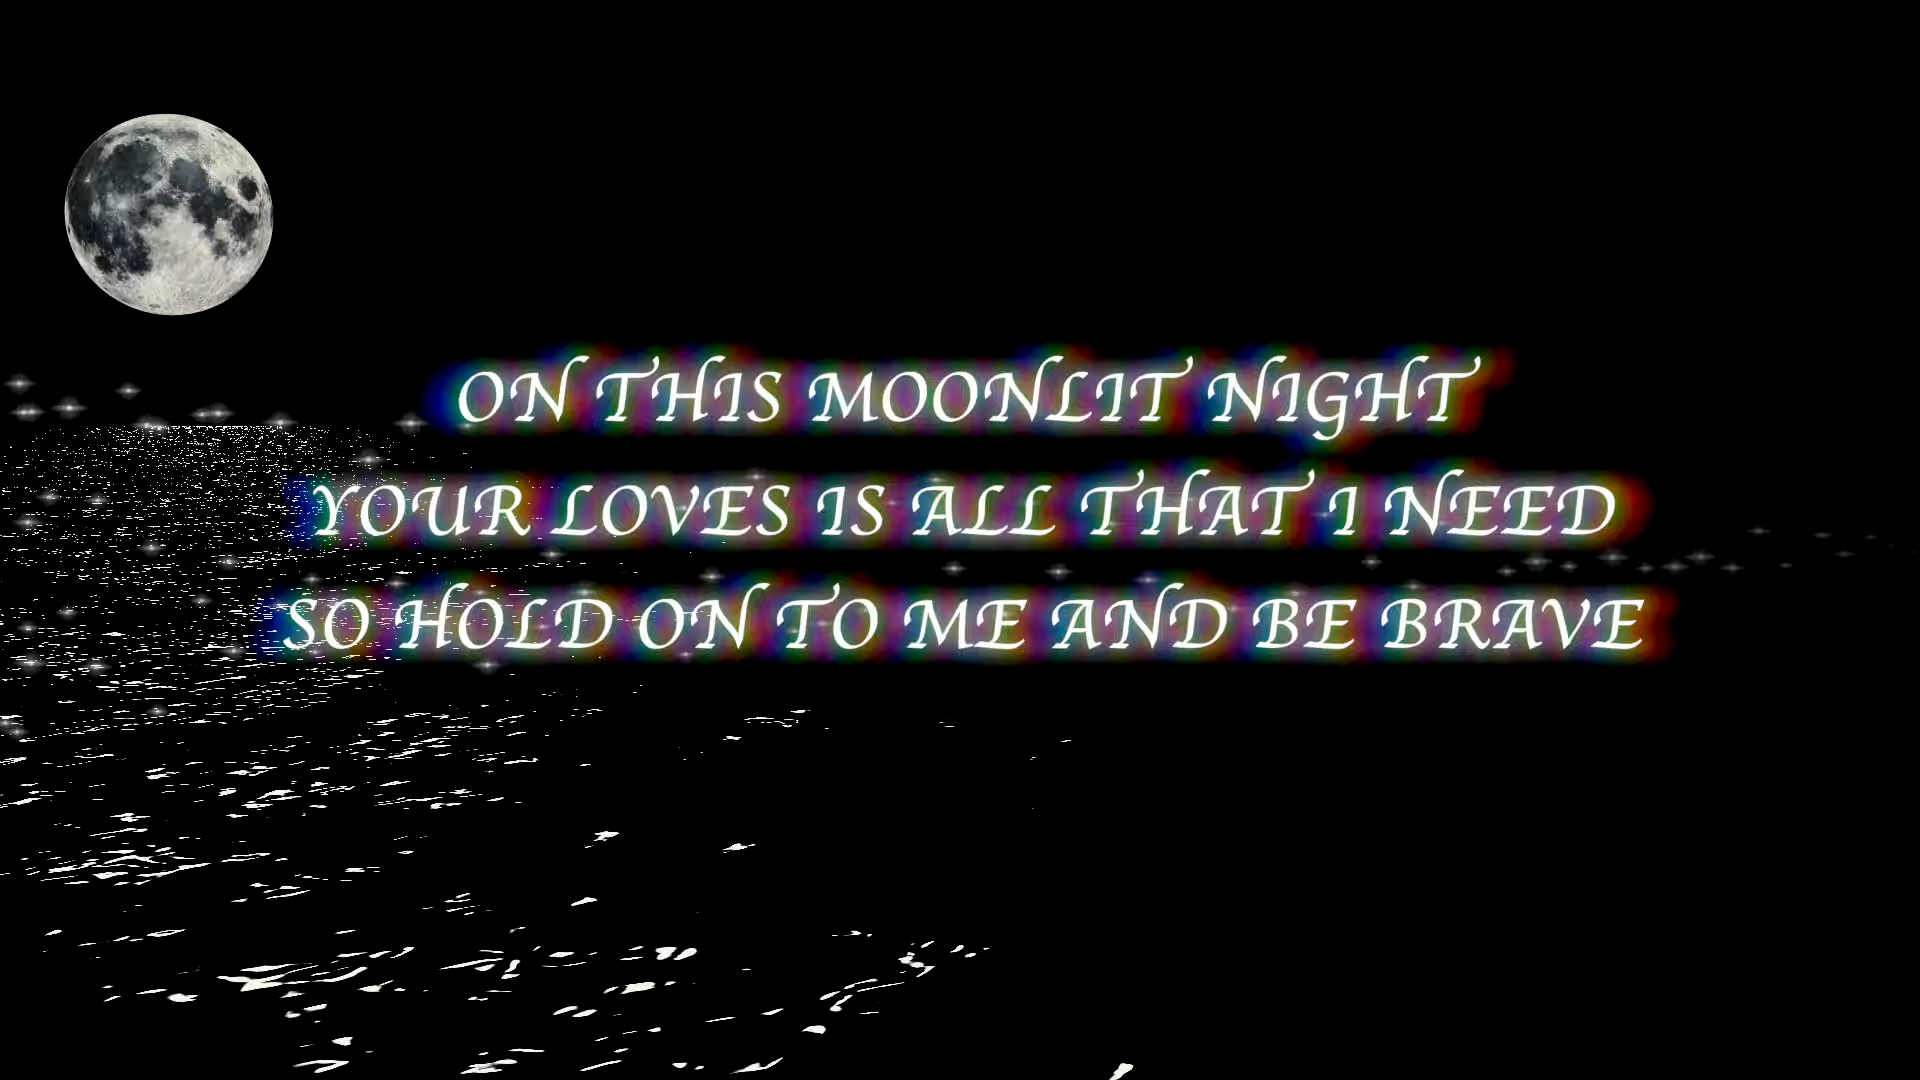 ON THIS MOONLIT NIGHT
YOUR LOVES IS ALL THAT I NEED
SO HOLD ON TO ME AND BE BRAVE